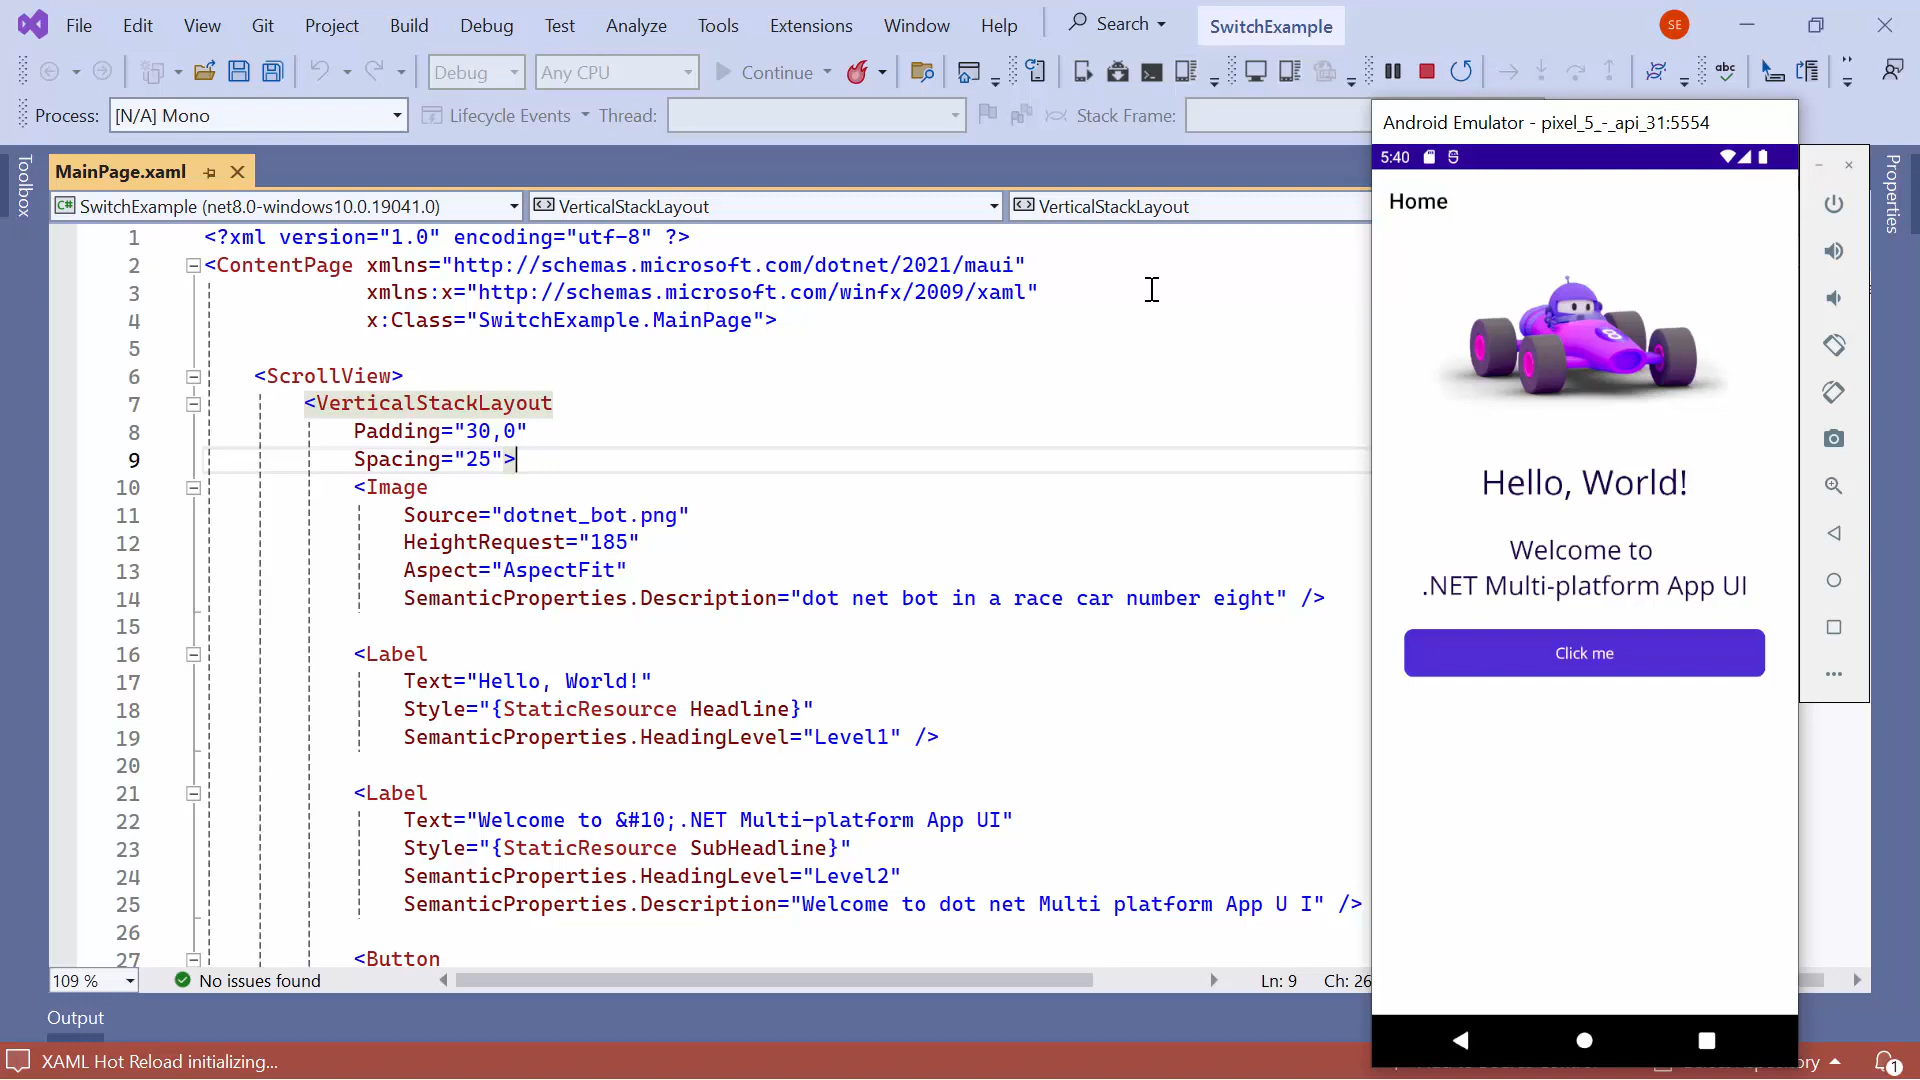 File Edit View Git Project Build Debug Test Analyze Tools Extensions Window Help Search SwitchExample SE
Debug Any CPU Continue abc
Process: [N/A] Mono Lifecycle Events Thread: Stack Frame:
Toolbox
MainPage.xaml
SwitchExample (net8.0-windows10.0.19041.0) VerticalStackLayout VerticalStackLayout
1 <?xml version="1.0" encoding="utf-8" ?>
2 <ContentPage xmlns="http://schemas.microsoft.com/dotnet/2021/maui"
3 xmlns:x="http://schemas.microsoft.com/winfx/2009/xaml"
4 x:Class="SwitchExample.MainPage">
5
6 <ScrollView>
7 <VerticalStackLayout
8 Padding="30,0"
9 Spacing="25">
10 <Image
11 Source="dotnet_bot.png"
12 HeightRequest="185"
13 Aspect="AspectFit"
14 SemanticProperties.Description="dot net bot in a race car number eight" />
15
16 <Label
17 Text="Hello, World!"
18 Style="{StaticResource Headline}"
19 SemanticProperties.HeadingLevel="Level1" />
20
21 <Label
22 Text="Welcome to &#10;.NET Multi-platform App UI"
23 Style="{StaticResource SubHeadline}"
24 SemanticProperties.HeadingLevel="Level2"
25 SemanticProperties.Description="Welcome to dot net Multi platform App U I" />
26
27 <Button
109 % No issues found Ln: 9 Ch: 26
Output
XAML Hot Reload initializing...
Android Emulator - pixel_5_-_api_31:5554
5:40
Home
8
Hello, World!
Welcome to
.NET Multi-platform App UI
Click me
Properties
1